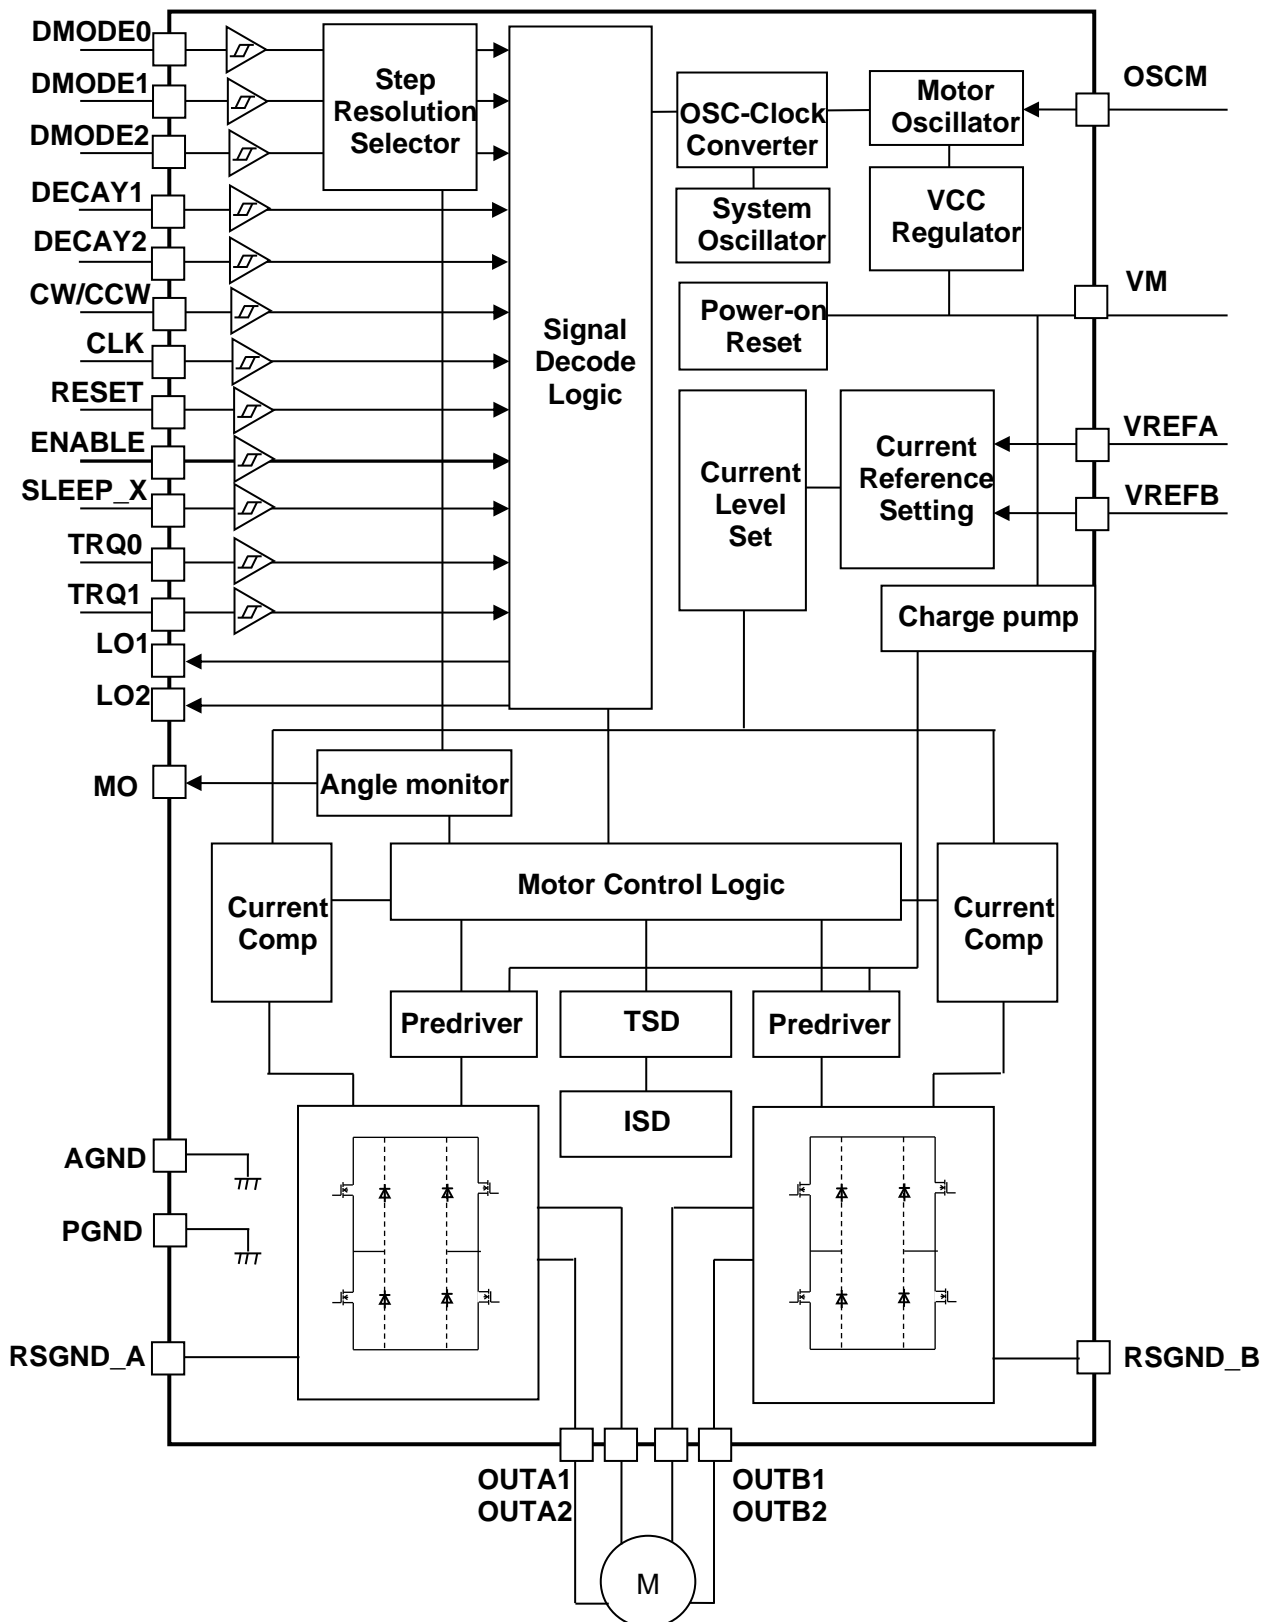 DMODE0
DMODE1
DMODE2
DECAY1
DECAY2
CW/CCW
CLK
RESET
ENABLE
SLEEP_X
TRQ0
TRQ1
LO1
LO2
MO
AGND
PGND
RSGND_A
Step
Resolution
Selector
Signal
Decode
Logic
OSC-Clock
Converter
Motor
Oscillator
System
Oscillator
VCC
Regulator
Power-on
Reset
Current
Level
Set
Current
Reference
Setting
Charge pump
OSCM
VM
VREFA
VREFB
Angle monitor
Motor Control Logic
Current
Comp
Current
Comp
Predriver
TSD
Predriver
ISD
RSGND_B
OUTA1
OUTA2
OUTB1
OUTB2
M